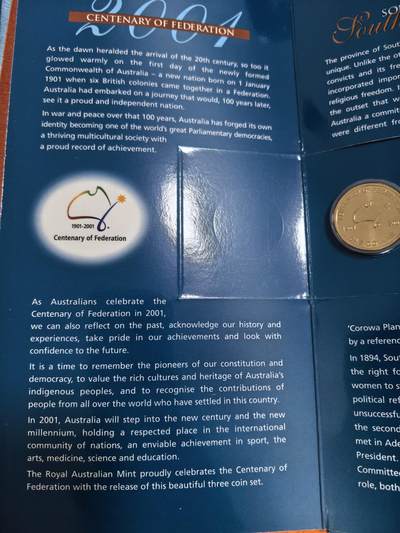 2001
CENTENARY OF FEDERATION
As the dawn heralded the arrival of the 20th century, so too it
glowed warmly on the first day of the newly formed
Commonwealth of Australia – a new nation born on 1 January
1901 when six British colonies came together in a Federation.
Australia had embarked on a journey that would, 100 years later,
see it a proud and independent nation.
In war and peace over that 100 years, Australia has forged its own
identity becoming one of the world's great Parliamentary democracies,
a thriving multicultural society with
a proud record of achievement.
1901-2001
Centenary of Federation
As Australians celebrate the
Centenary of Federation in 2001,
we can also reflect on the past, acknowledge our history and
experiences, take pride in our achievements and look with
confidence to the future.
It is a time to remember the pioneers of our constitution and
democracy, to value the rich cultures and heritage of Australia's
indigenous peoples, and to recognise the contributions of
people from all over the world who have settled in this country.
In 2001, Australia will step into the new century and the new
millennium, holding a respected place in the international
community of nations, an enviable achievement in sport, the
arts, medicine, science and education.
The Royal Australian Mint proudly celebrates the Centenary of
Federation with the release of this beautiful three coin set.
The province of Sou
unique. Unlike the ot
convicts and its fre
incorporated impor
religious freedom. I
the outset that w
Australia a commit
were different fr
'Corowa Plan
by a referenc
In 1894, Sout
the right fo
women to s
political ref
unsuccessfu
the second
met in Ade
President.
Committee
role, both